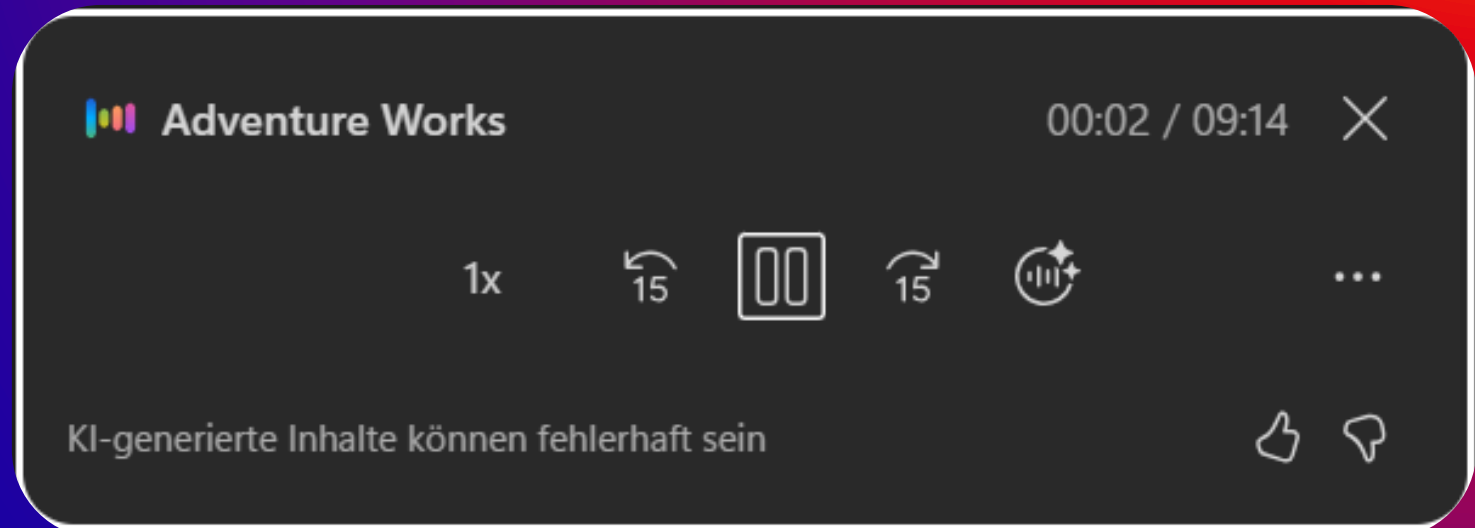 Adventure Works 00:02 / 09:14
1x 15 15
KI-generierte Inhalte können fehlerhaft sein